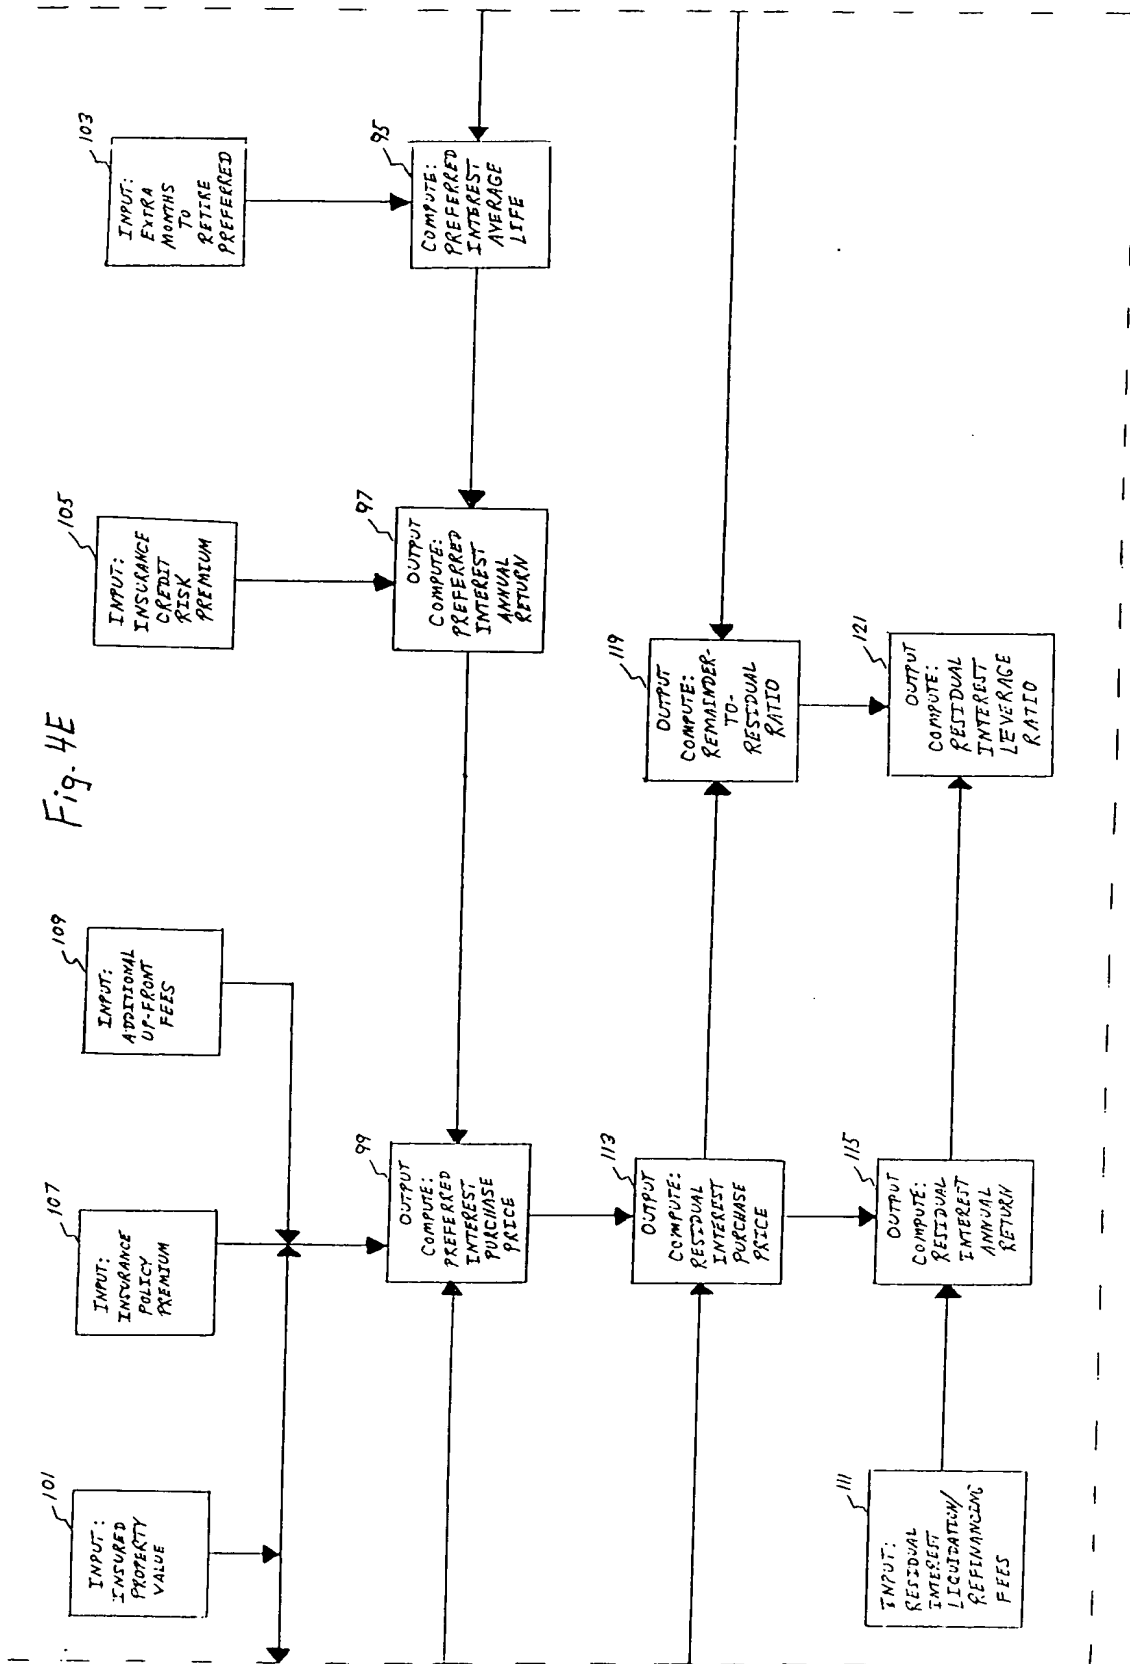 Fig. 4E
101
INPUT:
INSURED
PROPERTY
VALUE
107
INPUT:
INSURANCE
POLICY
PREMIUM
109
INPUT:
ADDITIONAL
UP-FRONT
FEES
105
INPUT:
INSURANCE
CREDIT
RISK
PREMIUM
103
INPUT:
EXTRA
MONTHS
TO
RETIRE
PREFERRED
99
OUTPUT
COMPUTE:
PREFERRED
INTEREST
PURCHASE
PRICE
97
OUTPUT
COMPUTE:
PREFERRED
INTEREST
ANNUAL
RETURN
95
COMPUTE:
PREFERRED
INTEREST
AVERAGE
LIFE
113
OUTPUT
COMPUTE:
RESIDUAL
INTEREST
PURCHASE
PRICE
119
OUTPUT
COMPUTE:
REMAINDER-
TO-
RESIDUAL
RATIO
111
INPUT:
RESIDUAL
INTEREST
LIQUIDATION/
REFINANCING
FEES
115
OUTPUT
COMPUTE:
RESIDUAL
INTEREST
ANNUAL
RETURN
121
OUTPUT
COMPUTE:
RESIDUAL
INTEREST
LEVERAGE
RATIO